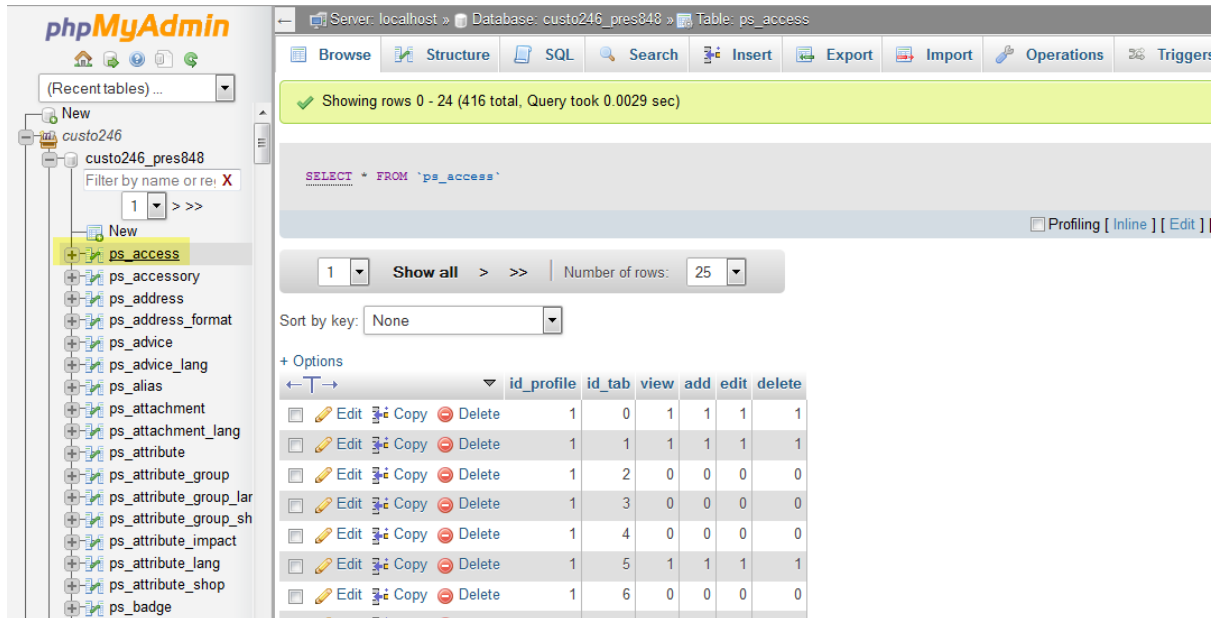 phpMyAdmin
(Recent tables) ...
New
custo246
custo246_pres848
Filter by name or re X
1 > >>
New
ps_access
ps_accessory
ps_address
ps_address_format
ps_advice
ps_advice_lang
ps_alias
ps_attachment
ps_attachment_lang
ps_attribute
ps_attribute_group
ps_attribute_group_lan
ps_attribute_group_sh
ps_attribute_impact
ps_attribute_lang
ps_attribute_shop
ps_badge
← Server: localhost » Database: custo246_pres848 » Table: ps_access
Browse Structure SQL Search Insert Export Import Operations Triggers
Showing rows 0 - 24 (416 total, Query took 0.0029 sec)
SELECT * FROM `ps_access`
Profiling [ Inline ] [ Edit ] [
1 Show all > >> | Number of rows: 25
Sort by key: None
+ Options
←T→ id_profile id_tab view add edit delete
Edit Copy Delete 1 0 1 1 1 1
Edit Copy Delete 1 1 1 1 1 1
Edit Copy Delete 1 2 0 0 0 0
Edit Copy Delete 1 3 0 0 0 0
Edit Copy Delete 1 4 0 0 0 0
Edit Copy Delete 1 5 1 1 1 1
Edit Copy Delete 1 6 0 0 0 0